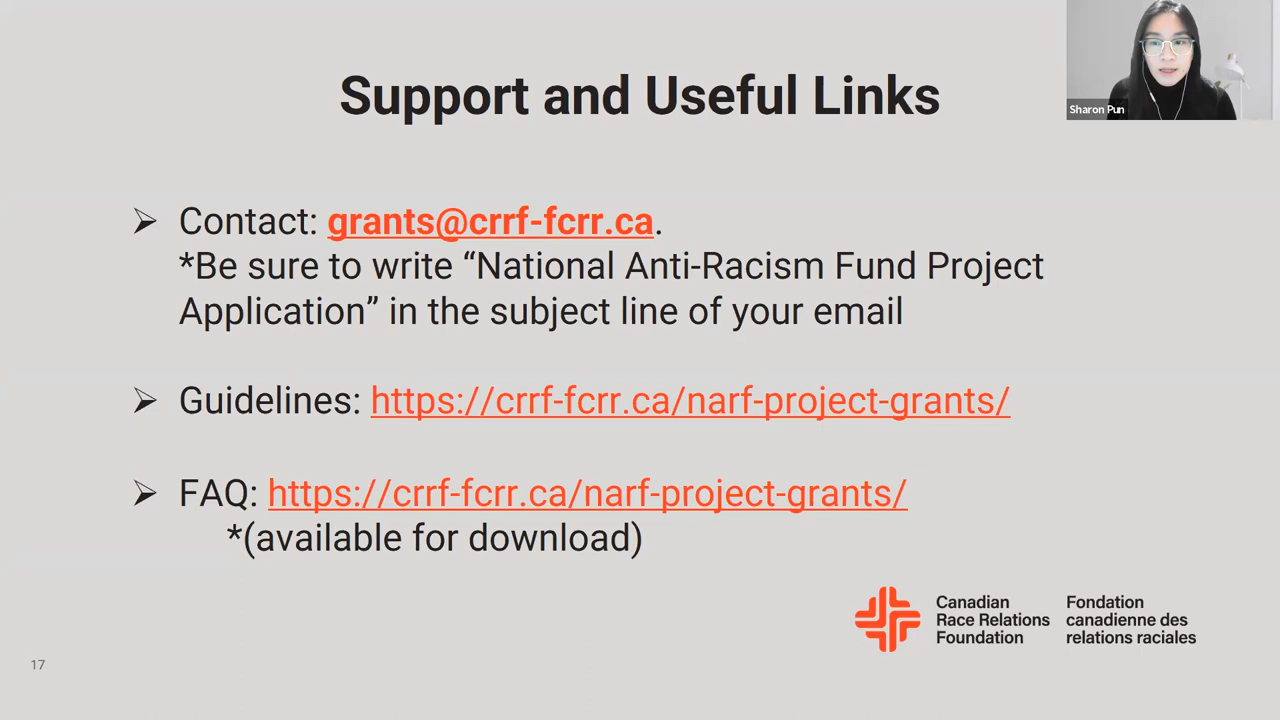 Support and Useful Links
Sharon Pun
➢ Contact: grants@crrf-fcrr.ca.
*Be sure to write “National Anti-Racism Fund Project
Application” in the subject line of your email
➢ Guidelines: https://crrf-fcrr.ca/narf-project-grants/
➢ FAQ: https://crrf-fcrr.ca/narf-project-grants/
*(available for download)
Canadian
Race Relations
Foundation
Fondation
canadienne des
relations raciales
17